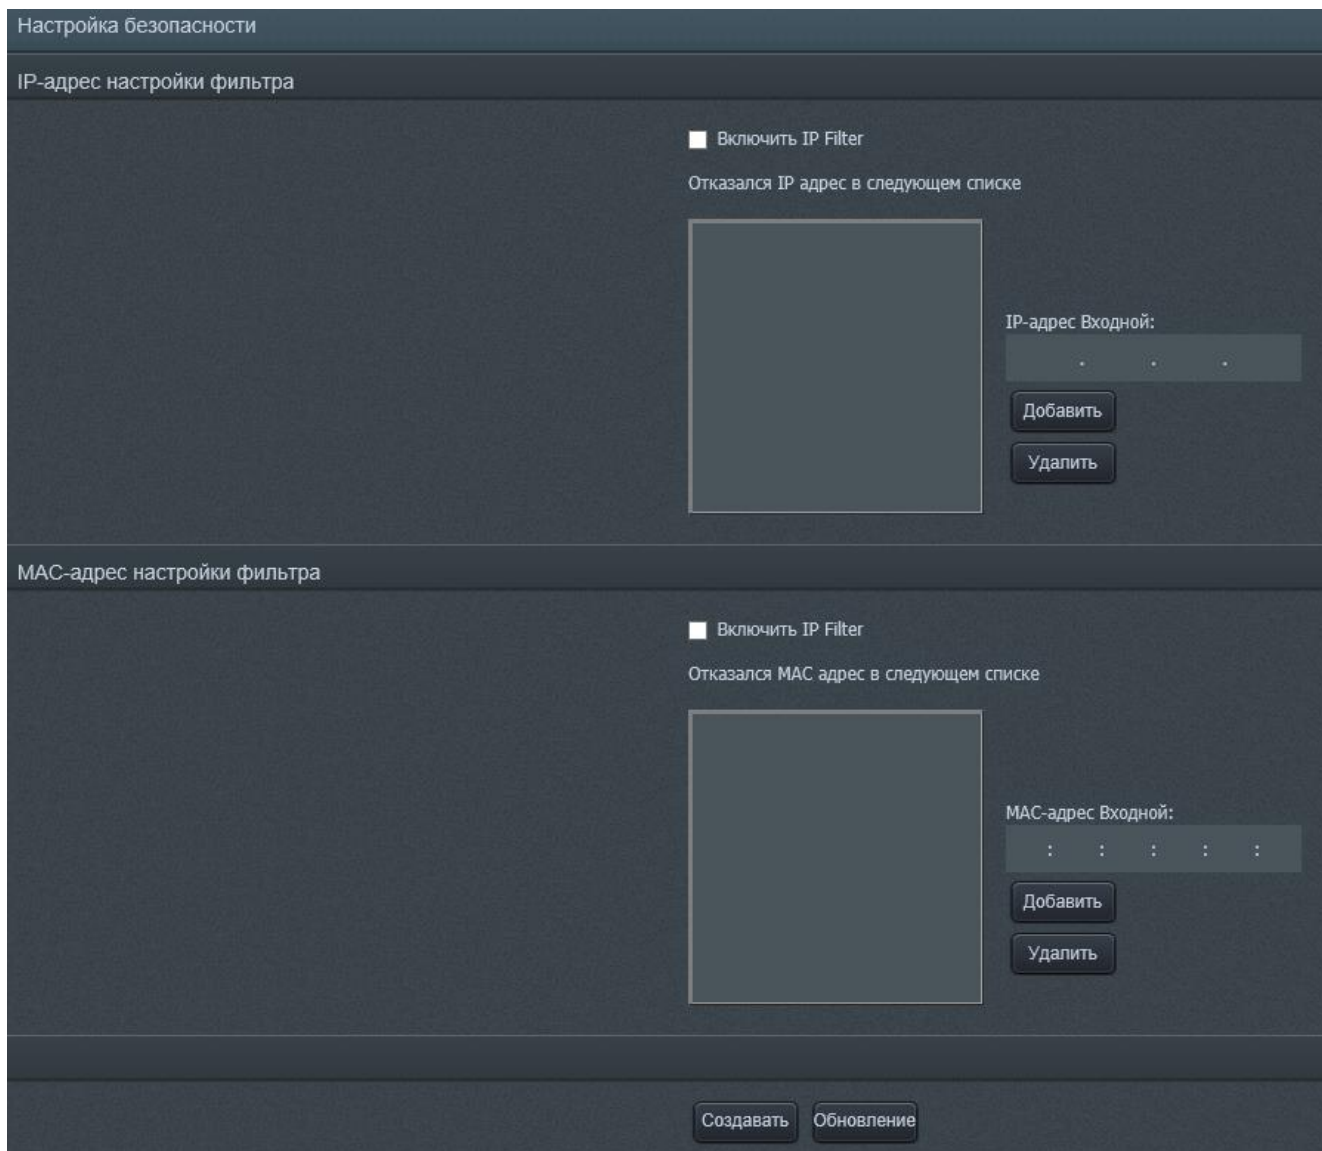 Настройка безопасности
IP-адрес настройки фильтра
Включить IP Filter
Отказался IP адрес в следующем списке
IP-адрес Входной:
. . .
Добавить
Удалить
MAC-адрес настройки фильтра
Включить IP Filter
Отказался MAC адрес в следующем списке
MAC-адрес Входной:
: : : : :
Добавить
Удалить
Создавать Обновление